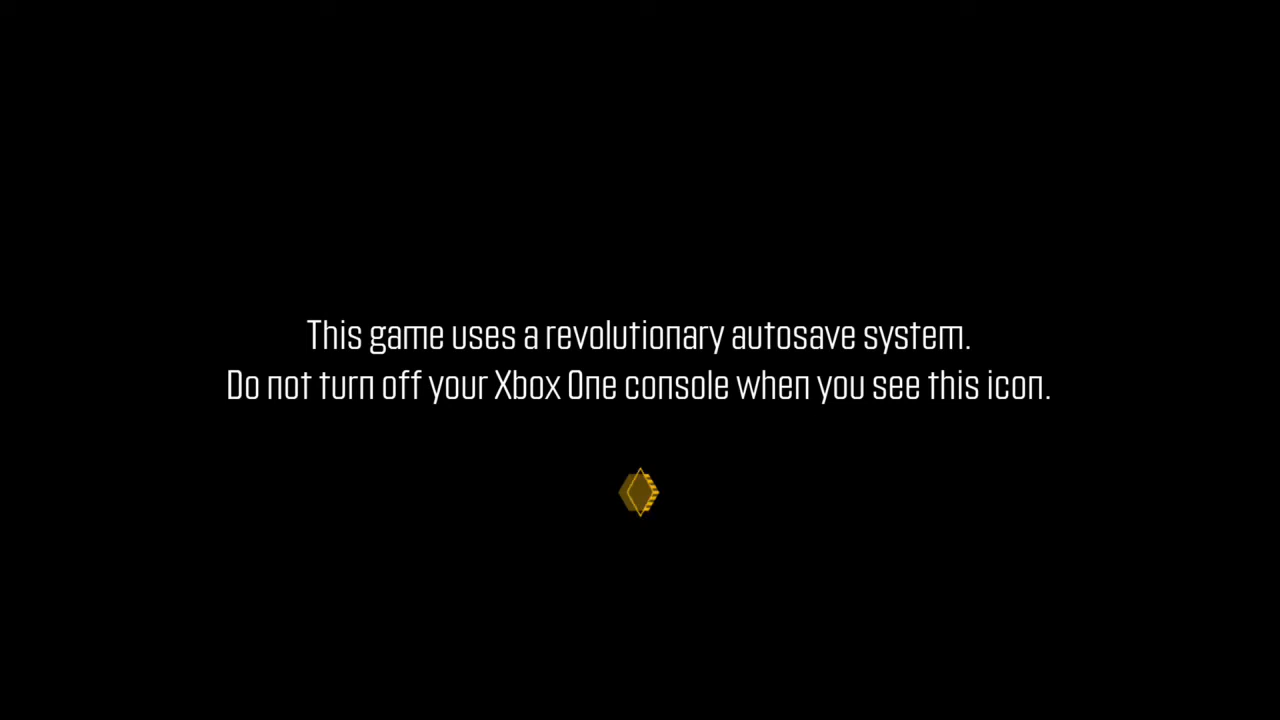 This game uses a revolutionary autosave system.
Do not turn off your Xbox One console when you see this icon.